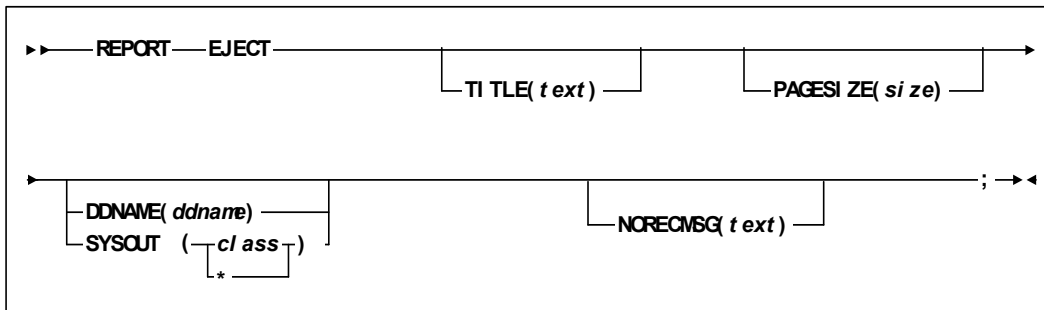 REPORT EJECT
TITLE(text) PAGESIZE(size)
DDNAME(ddname) NORECMSG(text) ;
SYSOUT (class)
*